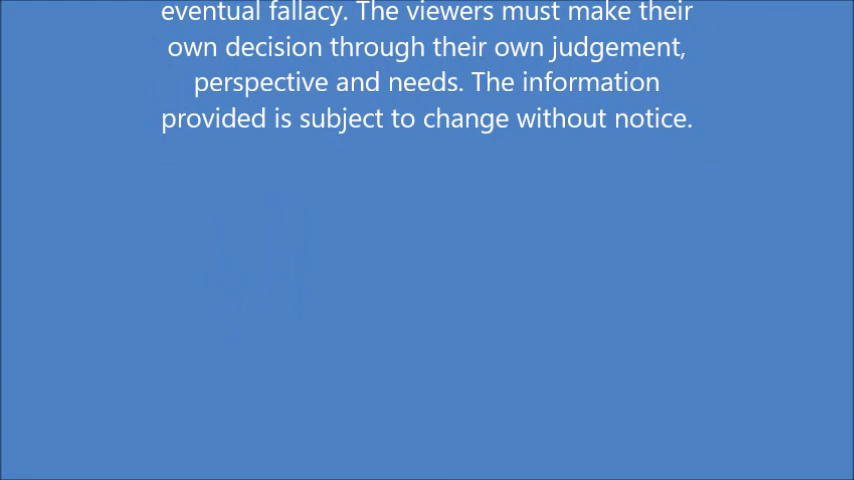 eventual fallacy. The viewers must make their
own decision through their own judgement,
perspective and needs. The information
provided is subject to change without notice.